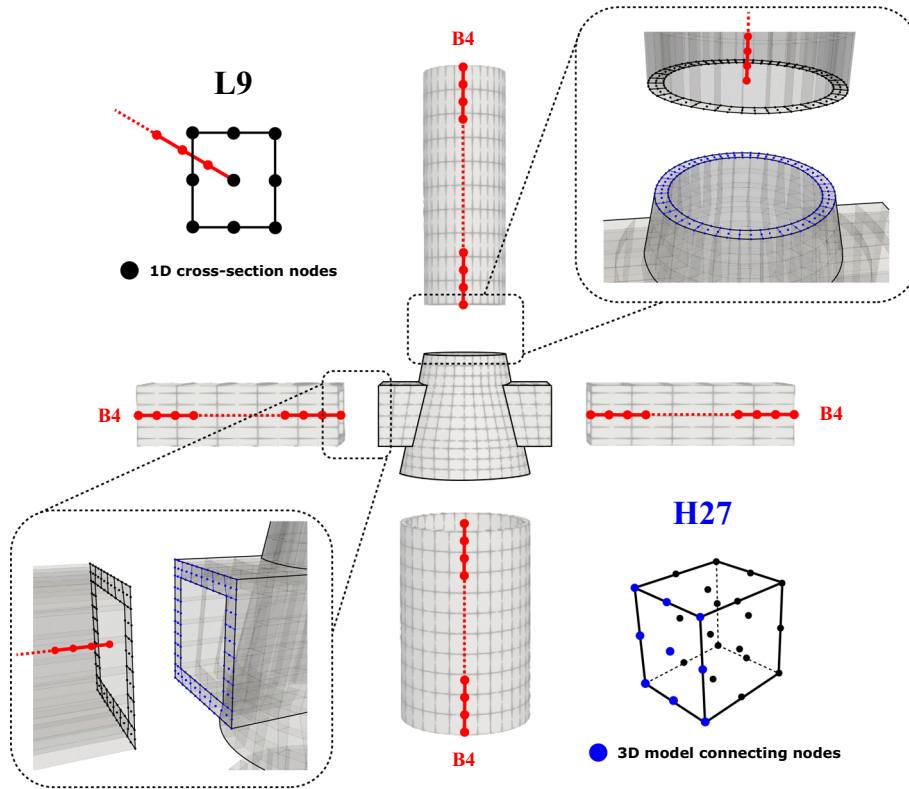 B4
L9
1D cross-section nodes
B4
B4
H27
B4
3D model connecting nodes